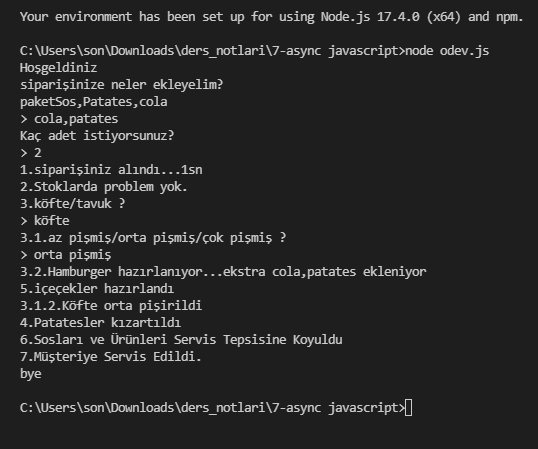 Your environment has been set up for using Node.js 17.4.0 (x64) and npm.
C:\Users\son\Downloads\ders_notlari\7-async javascript>node odev.js
Hoşgeldiniz
siparişinize neler ekleyelim?
paketSos,Patates,cola
> cola,patates
Kaç adet istiyorsunuz?
> 2
1.siparişiniz alındı...1sn
2.Stoklarda problem yok.
3.köfte/tavuk ?
> köfte
3.1.az pişmiş/orta pişmiş/çok pişmiş ?
> orta pişmiş
3.2.Hamburger hazırlanıyor...ekstra cola,patates ekleniyor
5.içeçekler hazırlandı
3.1.2.Köfte orta pişirildi
4.Patatesler kızartıldı
6.Sosları ve Ürünleri Servis Tepsisine Koyuldu
7.Müşteriye Servis Edildi.
bye
C:\Users\son\Downloads\ders_notlari\7-async javascript>